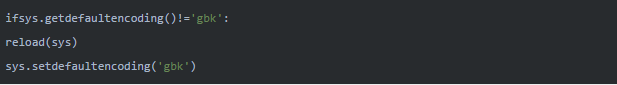 ifsys.getdefaultencoding()!='gbk':
reload(sys)
sys.setdefaultencoding('gbk')